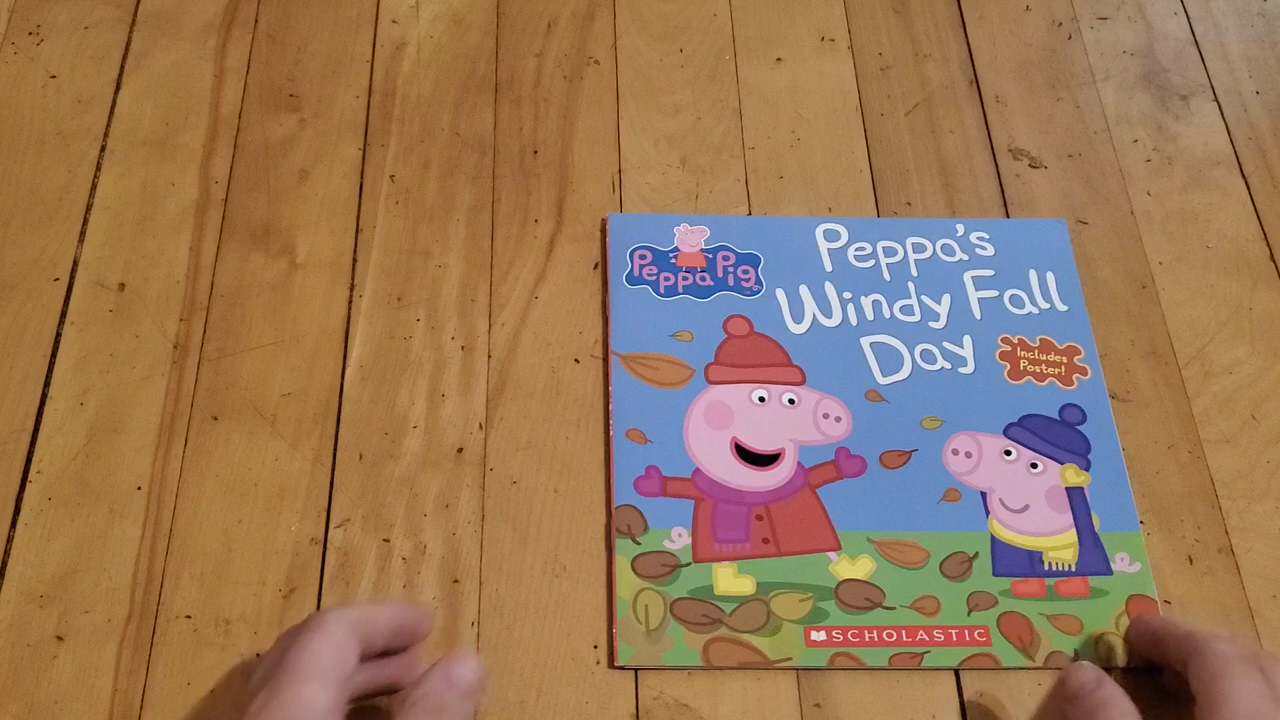 Peppa Pig
Peppa's
Windy Fall
Day
Includes
Poster!
SCHOLASTIC